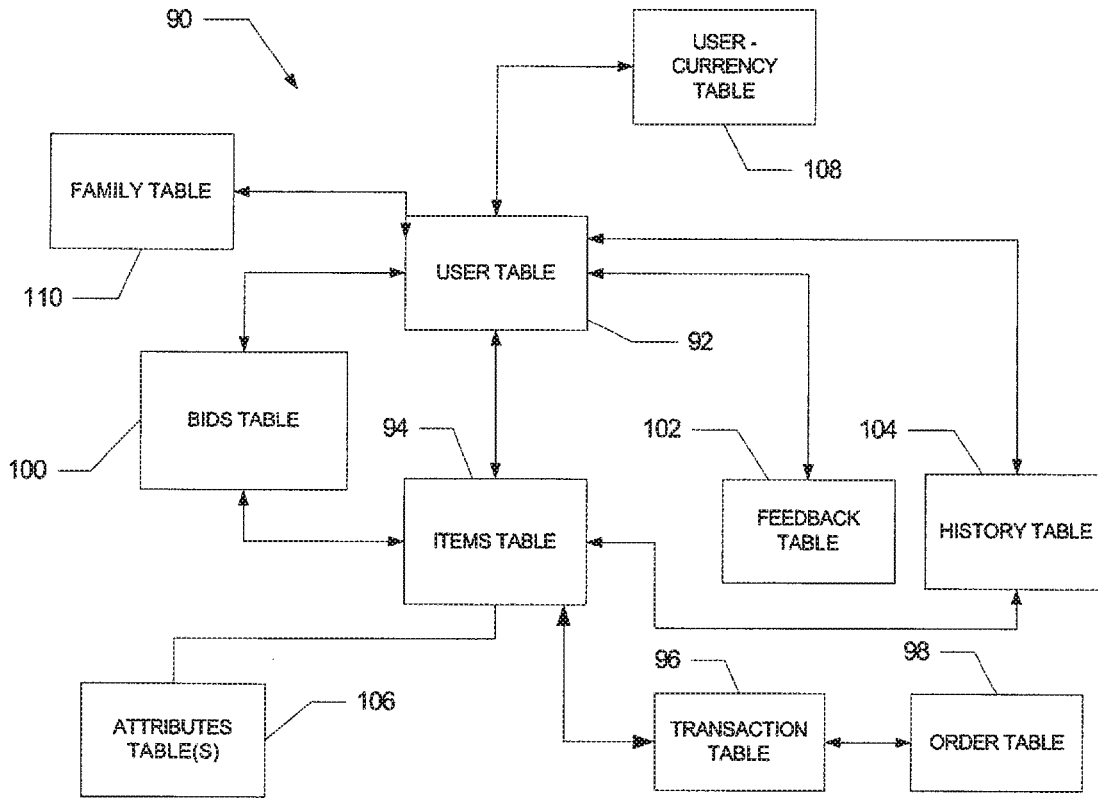 90
USER -
CURRENCY
TABLE
108
FAMILY TABLE
110
USER TABLE
92
BIDS TABLE
100
94
ITEMS TABLE
102
FEEDBACK
TABLE
104
HISTORY TABLE
ATTRIBUTES
TABLE(S)
106
96
TRANSACTION
TABLE
98
ORDER TABLE